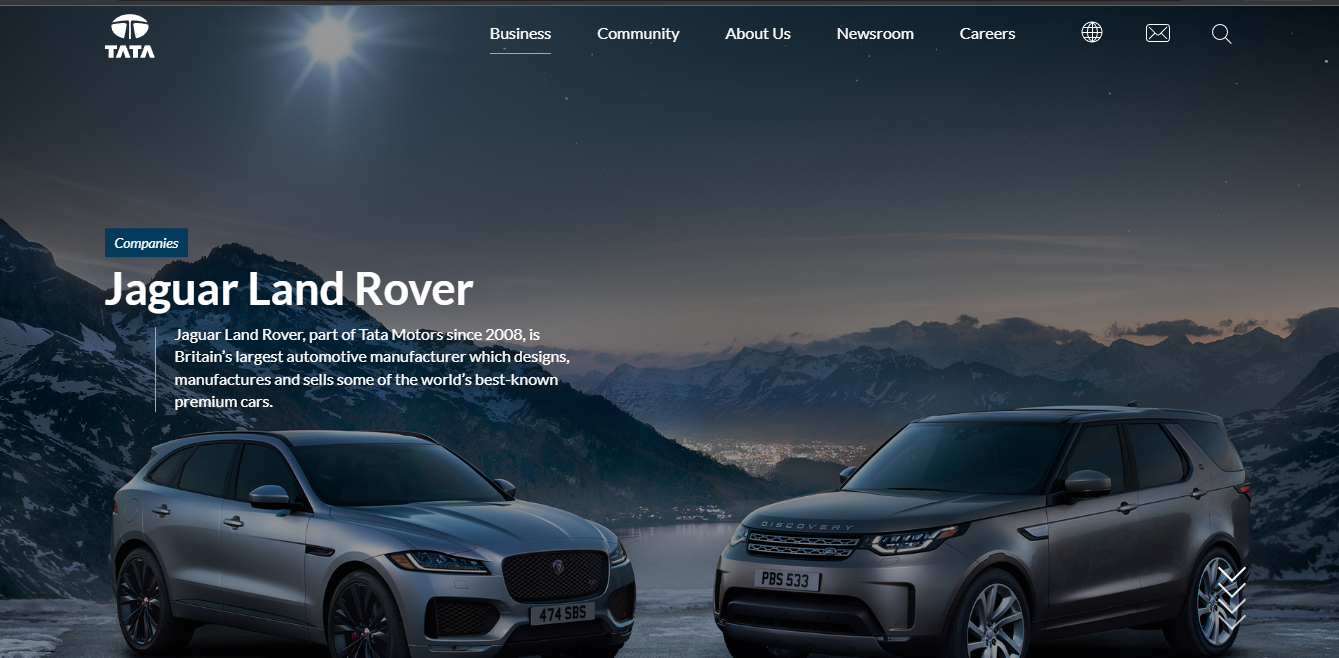 TATA
Business Community About Us Newsroom Careers
Companies
Jaguar Land Rover
Jaguar Land Rover, part of Tata Motors since 2008, is
Britain's largest automotive manufacturer which designs,
manufactures and sells some of the world's best-known
premium cars.
DISCOVERY
PBS 533
474 SBS